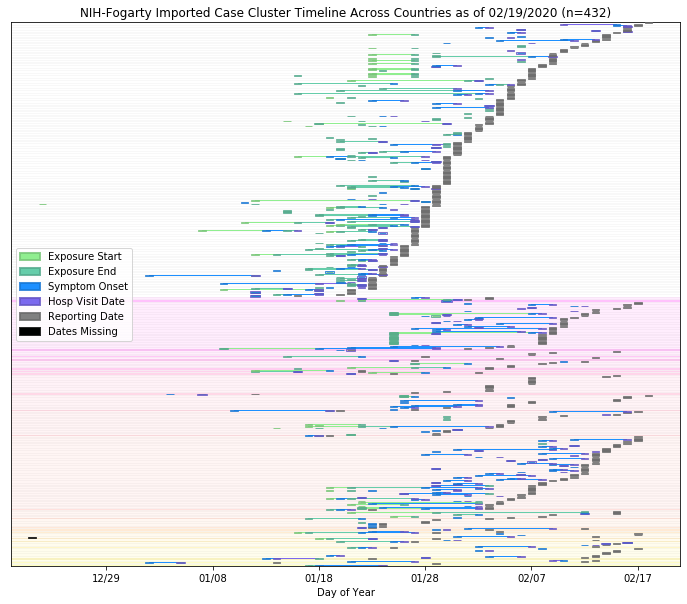 NIH-Fogarty Imported Case Cluster Timeline Across Countries as of 02/19/2020 (n=432)
Exposure Start
Exposure End
Symptom Onset
Hosp Visit Date
Reporting Date
Dates Missing
12/29 01/08 01/18 01/28 02/07 02/17
Day of Year